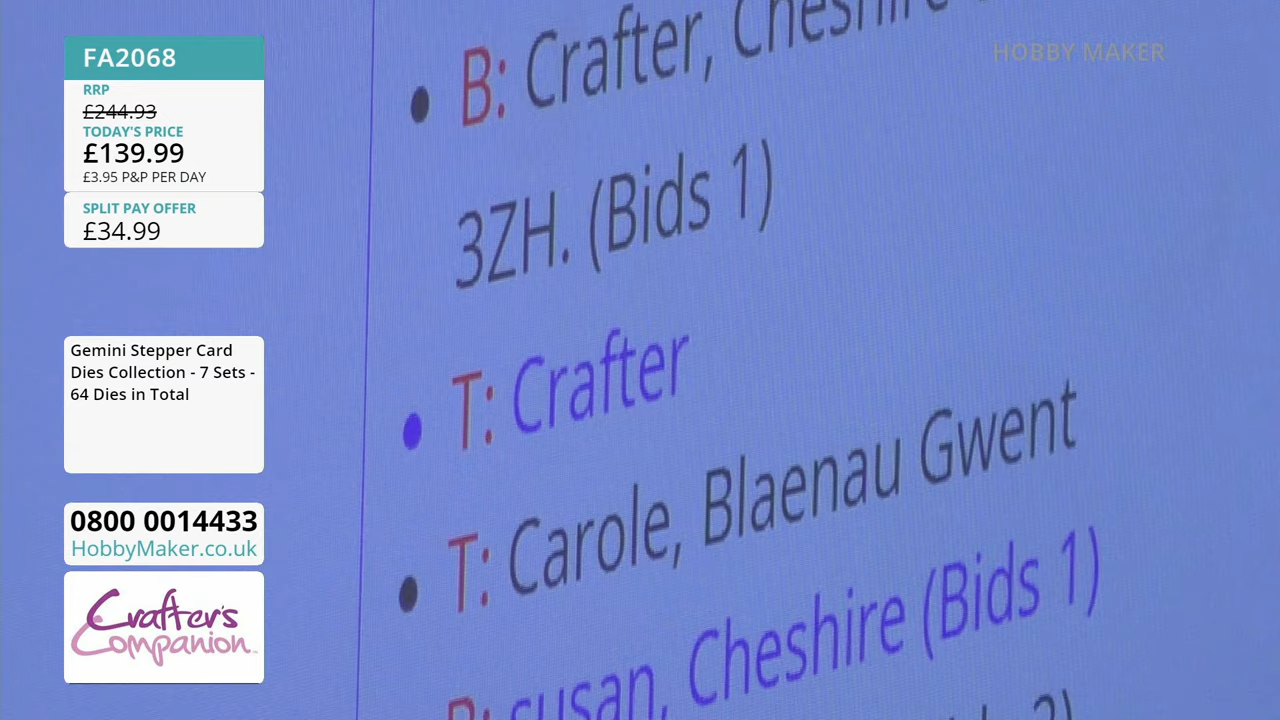 FA2068
RRP
£244.93
TODAY'S PRICE
£139.99
£3.95 P&P PER DAY
SPLIT PAY OFFER
£34.99
Gemini Stepper Card
Dies Collection - 7 Sets -
64 Dies in Total
0800 0014433
HobbyMaker.co.uk
Crafter's
Companion
HOBBY MAKER
B: Crafter, Cheshire
3ZH. (Bids 1)
T: Crafter
T: Carole, Blaenau Gwent
susan, Cheshire (Bids 1)